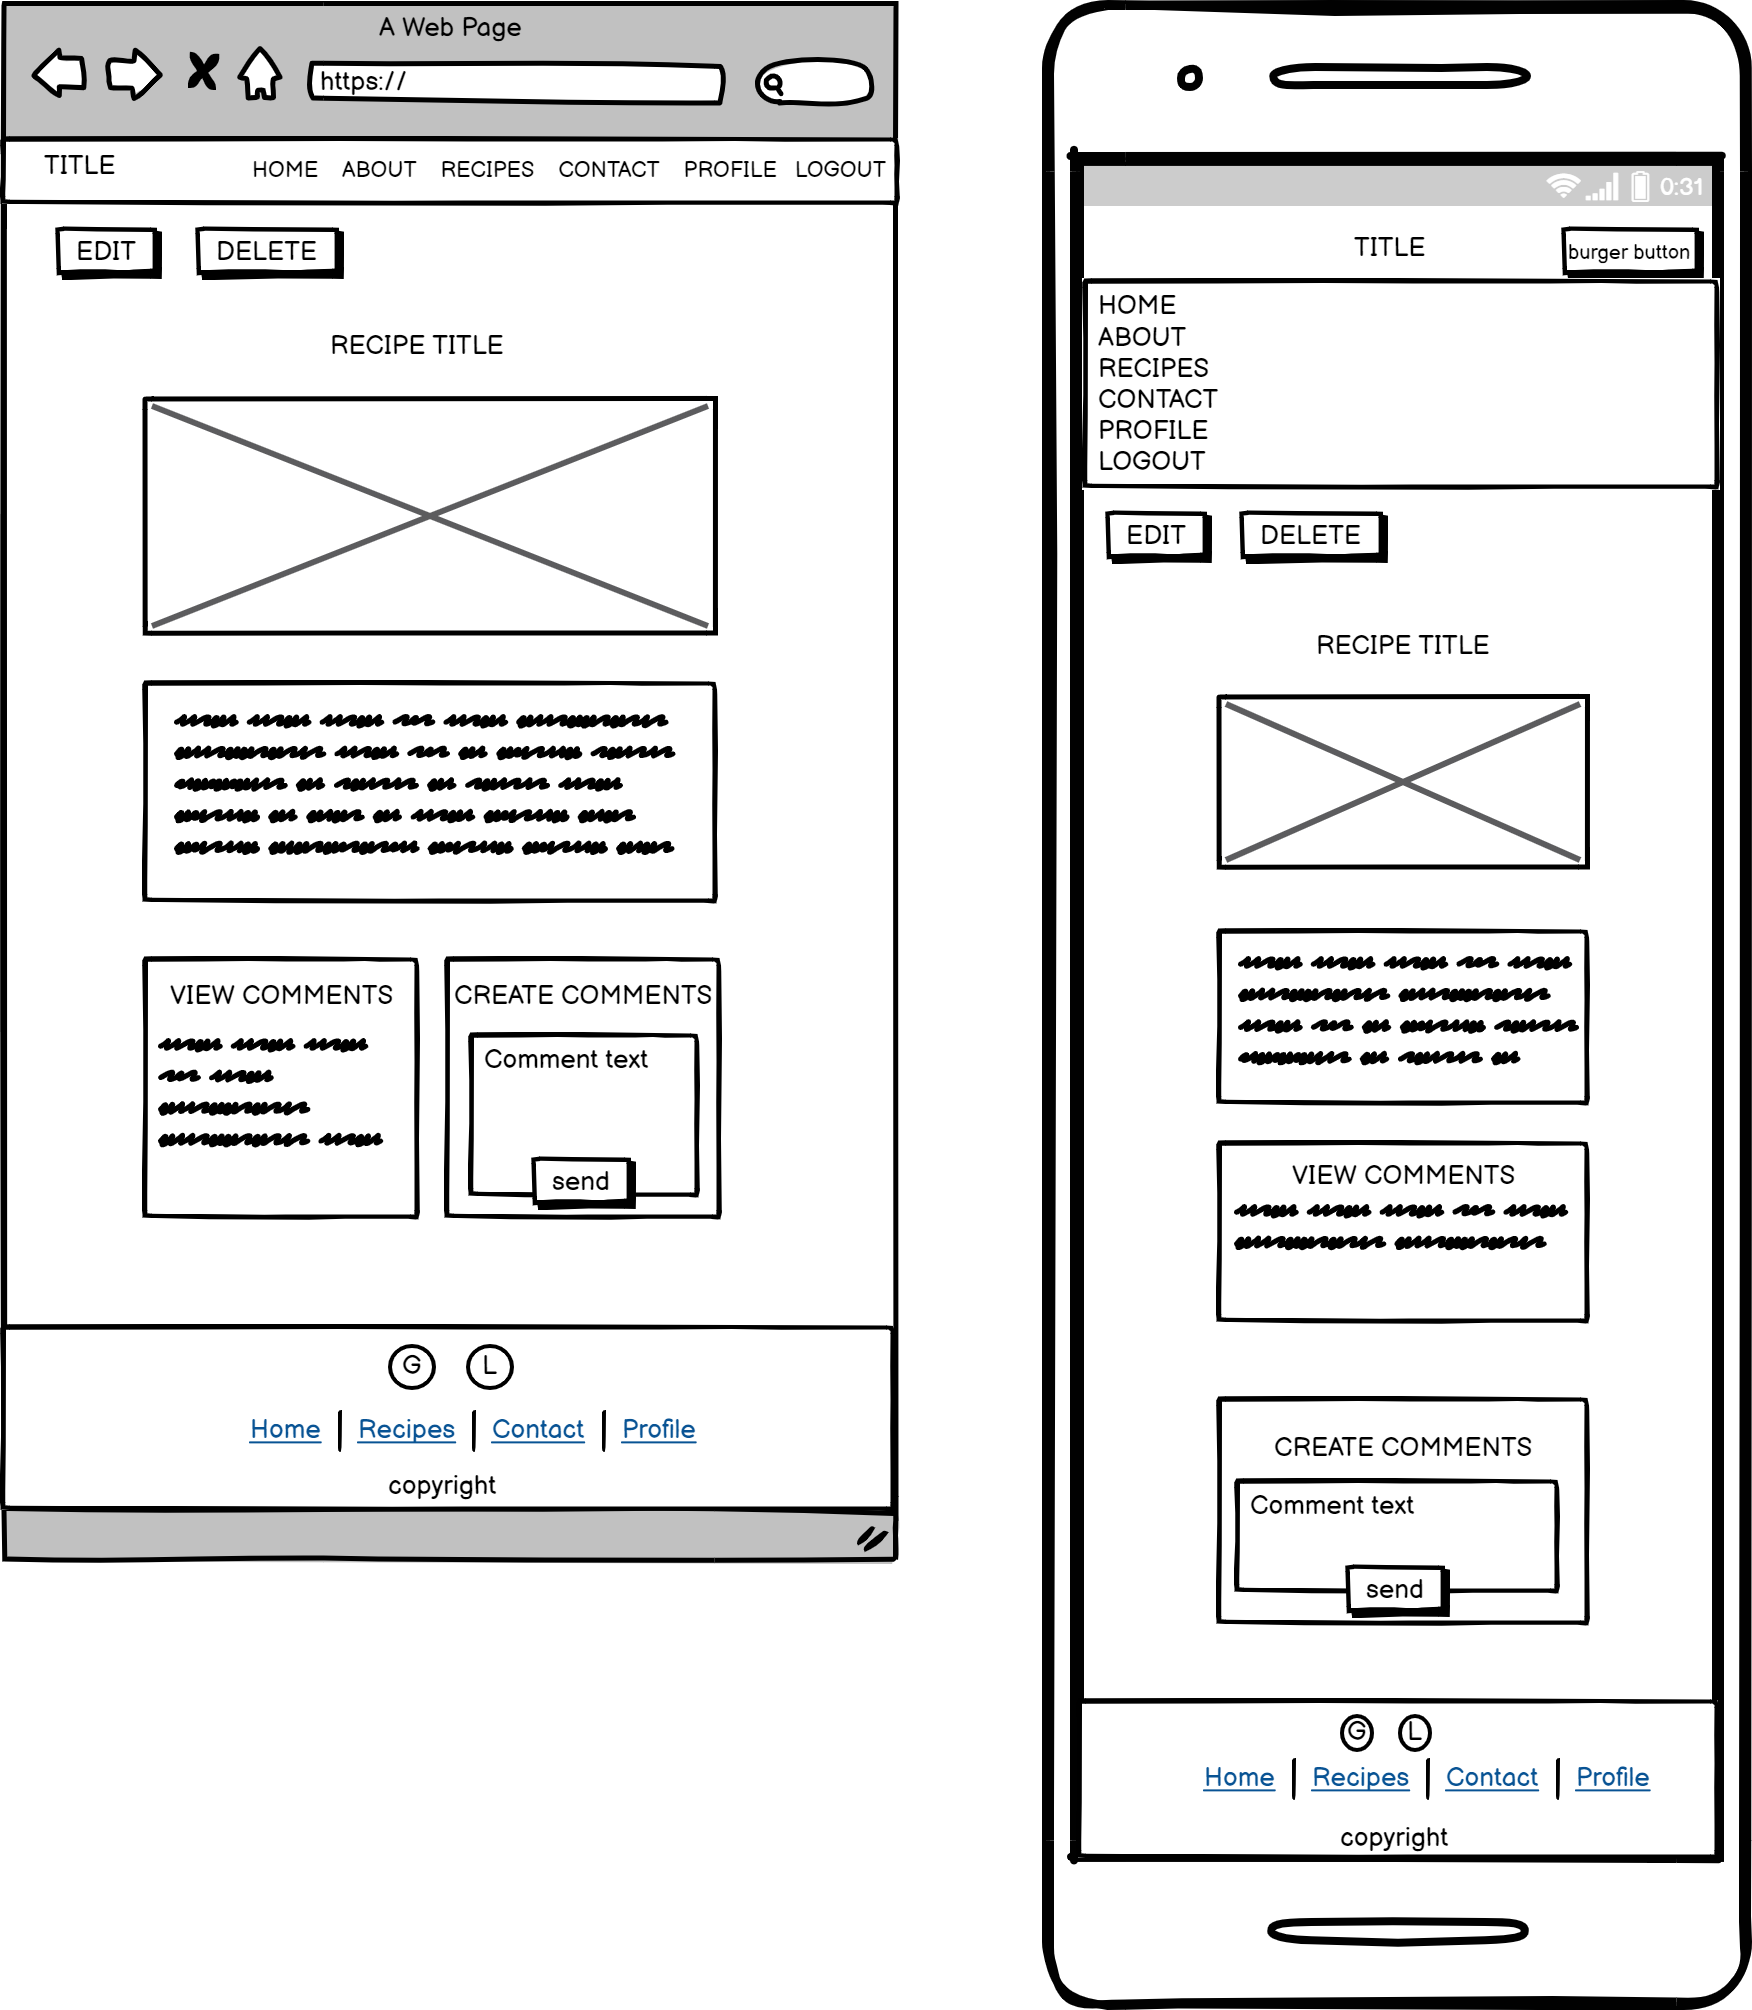 A Web Page
https://
TITLE HOME ABOUT RECIPES CONTACT PROFILE LOGOUT
EDIT DELETE
RECIPE TITLE
VIEW COMMENTS
CREATE COMMENTS
Comment text
send
G L
Home Recipes Contact Profile
copyright
0:31
TITLE burger button
HOME
ABOUT
RECIPES
CONTACT
PROFILE
LOGOUT
EDIT DELETE
RECIPE TITLE
VIEW COMMENTS
CREATE COMMENTS
Comment text
send
G L
Home Recipes Contact Profile
copyright